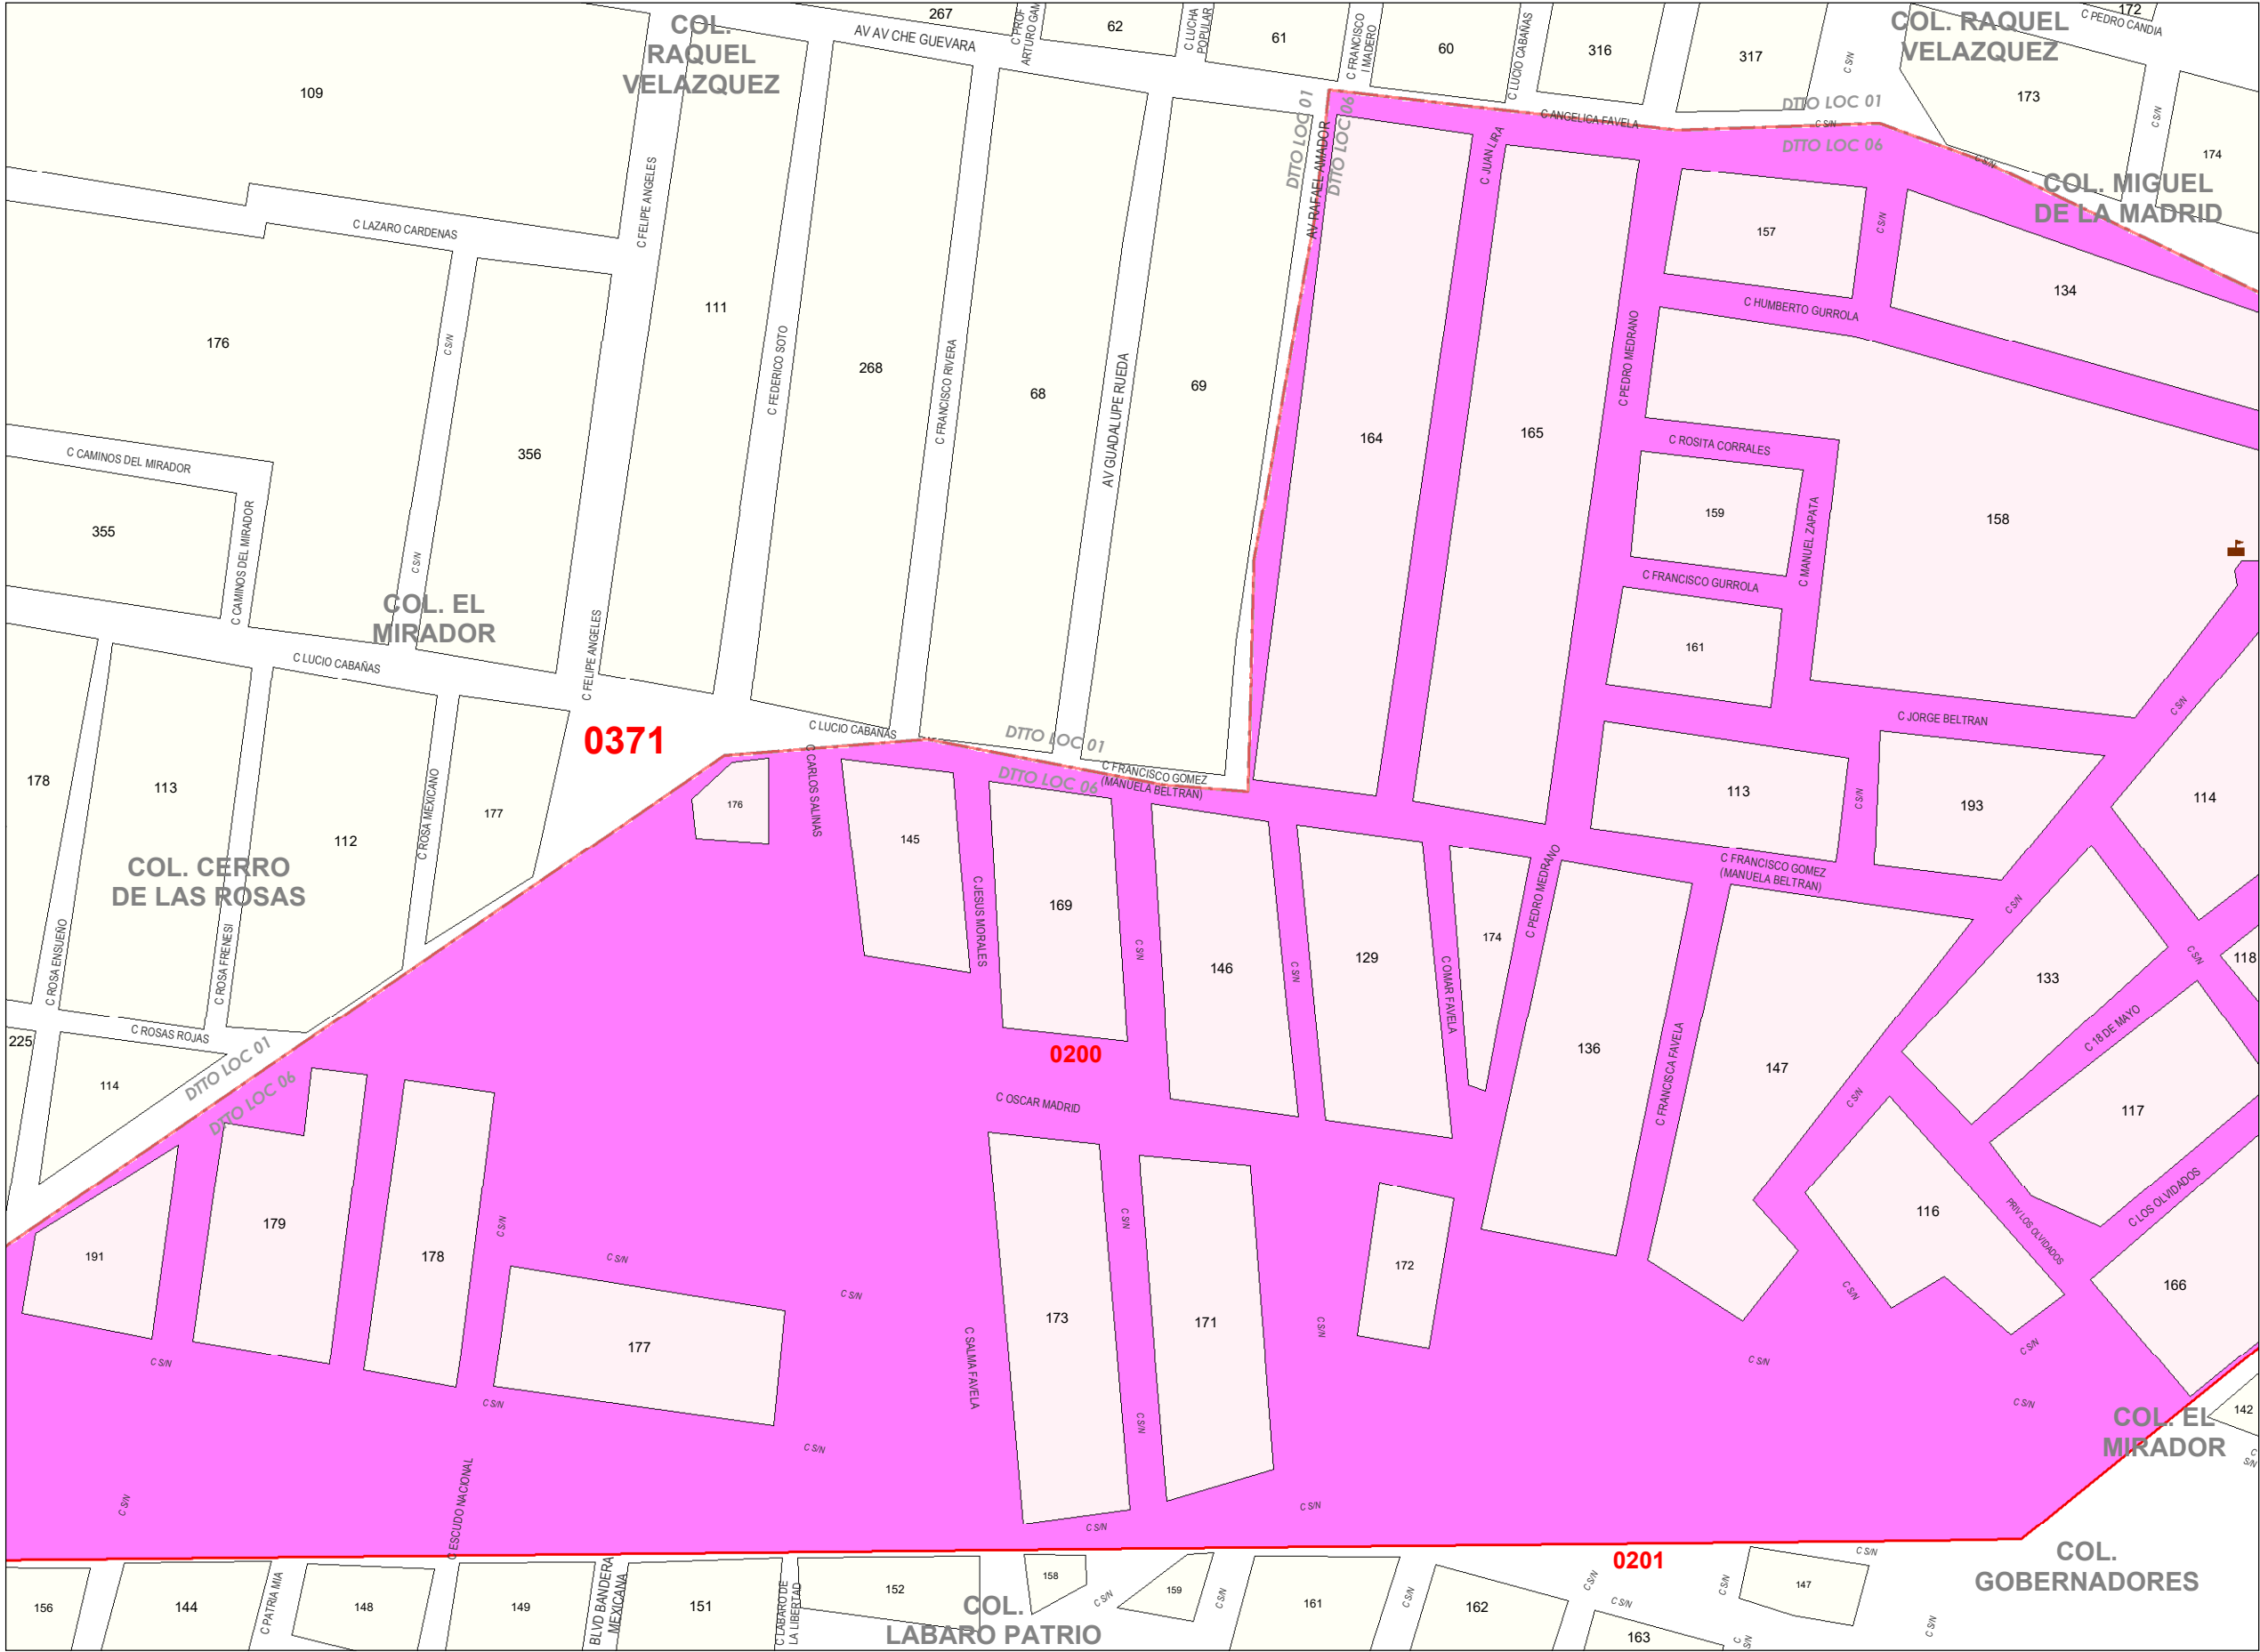 267
62
61
60
316
317
172
C PEDRO CANDIA
COL.
RAQUEL
VELAZQUEZ
AV AV CHE GUEVARA
C PROF
ARTURO GAM
C LUCHA
POPULAR
C FRANCISCO
I MADERO
C LUCIO CABAÑAS
C S/N
COL. RAQUEL
VELAZQUEZ
109
173
C S/N
174
DTTO LOC 01
DTTO LOC 06
AV RAFAEL AMADOR
C ANGELICA FAVELA
DTTO LOC 01
C S/N
DTTO LOC 06
C S/N
COL. MIGUEL
DE LA MADRID
C JUAN LIRA
C LAZARO CARDENAS
C FELIPE ANGELES
157
C S/N
134
C HUMBERTO GURROLA
176
C S/N
356
111
C FEDERICO SOTO
268
C FRANCISCO RIVERA
68
AV GUADALUPE RUEDA
69
164
165
C PEDRO MEDRANO
C ROSITA CORRALES
C CAMINOS DEL MIRADOR
355
C CAMINOS DEL MIRADOR
C S/N
159
C MANUEL ZAPATA
158
C FRANCISCO GURROLA
161
COL. EL
MIRADOR
C LUCIO CABAÑAS
C FELIPE ANGELES
C LUCIO CABAÑAS
0371
DTTO LOC 01
DTTO LOC 06
C FRANCISCO GOMEZ
(MANUELA BELTRAN)
C JORGE BELTRAN
C S/N
178
113
112
C ROSA MEXICANO
177
176
C CARLOS SALINAS
145
113
C S/N
193
114
COL. CERRO
DE LAS ROSAS
C JESUS MORALES
169
C S/N
146
C S/N
129
C OMAR FAVELA
174
C PEDRO MEDRANO
C FRANCISCO GOMEZ
(MANUELA BELTRAN)
C S/N
C S/N
118
133
C ROSA ENSUEÑO
C ROSA FRENESI
C ROSAS ROJAS
225
114
DTTO LOC 01
DTTO LOC 06
0200
C OSCAR MADRID
136
C FRANCISCA FAVELA
147
C S/N
C 18 DE MAYO
117
191
179
178
C S/N
C S/N
C S/N
177
C S/N
173
171
C S/N
C S/N
172
116
PRIV LOS OLVIDADOS
C LOS OLVIDADOS
166
C S/N
C S/N
C S/N
C S/N
C S/N
C SALMA FAVELA
C S/N
C S/N
COL. EL
MIRADOR
142
C
S/N
C S/N
C ESCUDO NACIONAL
C S/N
C S/N
0201
C S/N
COL.
GOBERNADORES
156
144
C PATRIA MIA
148
149
BLVD BANDERA
MEXICANA
151
C LABARO DE
LA LIBERTAD
152
COL.
LABARO PATRIO
158
C S/N
159
C S/N
161
C S/N
162
C S/N
C S/N
163
C S/N
C
S/N
147
C S/N